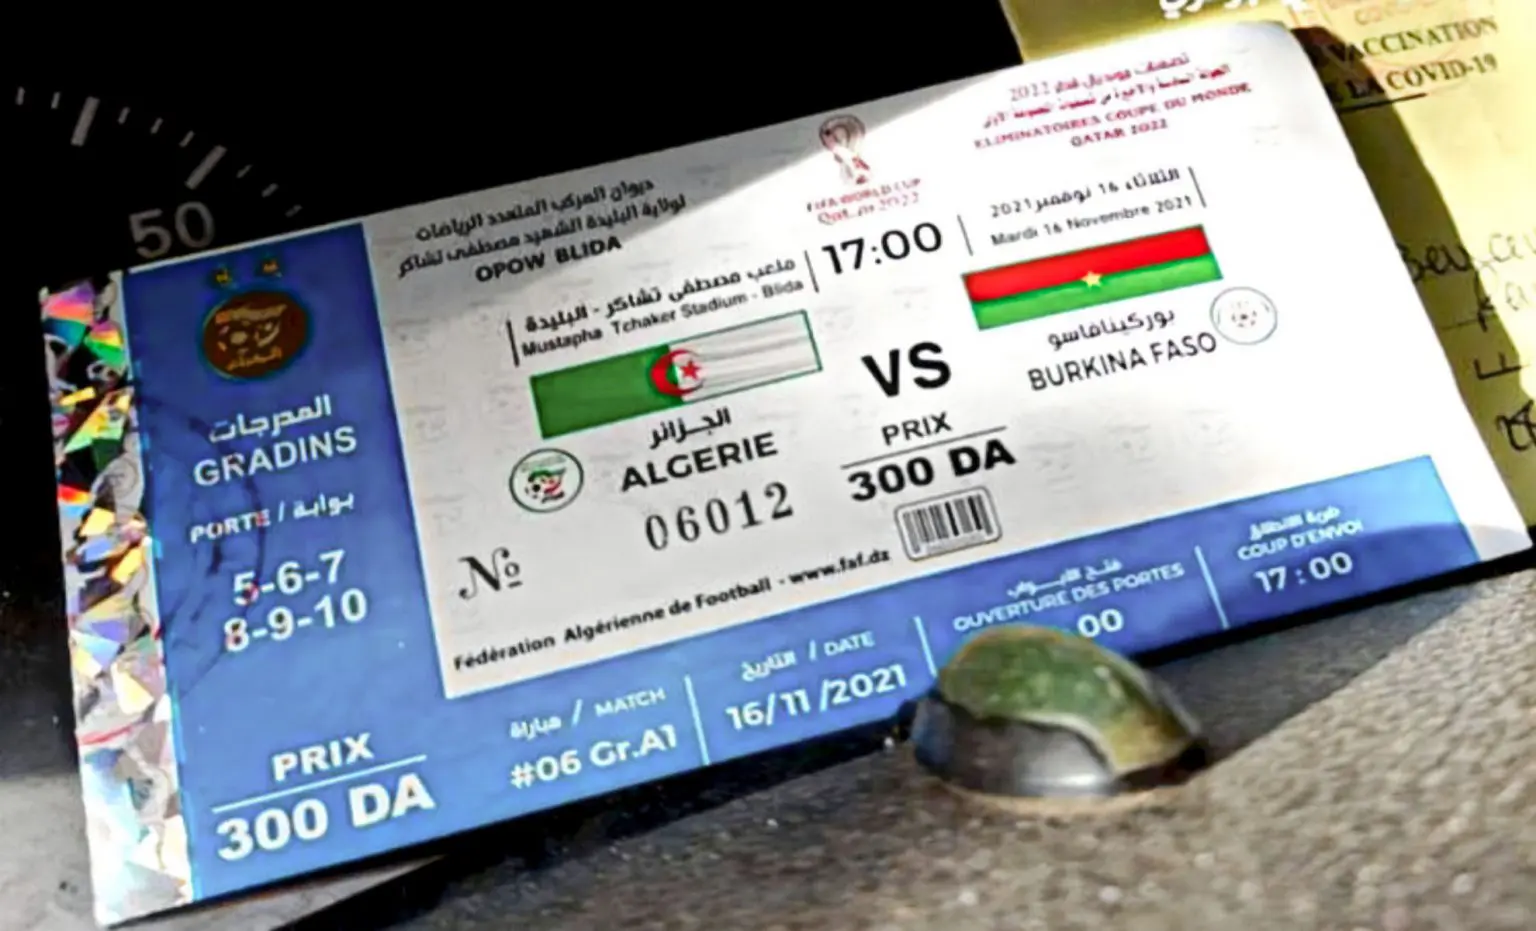 VACCINATION
LA COVID-19
50
تصفيات مونديال قطر 2022
ELIMINATOIRES COUPE DU MONDE
QATAR 2022
FIFA WORLD CUP
Qatar 2022
ديوان المركب المتعدد الرياضات
لولاية البليدة الشهيد مصطفى تشاكر
OPOW BLIDA
ملعب مصطفى تشاكر - البليدة
Mustapha Tchaker Stadium - Blida
17:00
الثلاثاء 16 نوفمبر 2021
Mardi 16 Novembre 2021
الجزائر
ALGERIE
VS
بوركينافاسو
BURKINA FASO
PRIX
300 DA
№ 06012
Fédération Algérienne de Football - www.faf.dz
المدرجات
GRADINS
PORTE / بوابة
5-6-7
8-9-10
PRIX
300 DA
مباراة / MATCH
#06 Gr.A1
التاريخ / DATE
16/11/2021
فتح الأبواب
OUVERTURE DES PORTES
00
COUP D'ENVOI
17:00